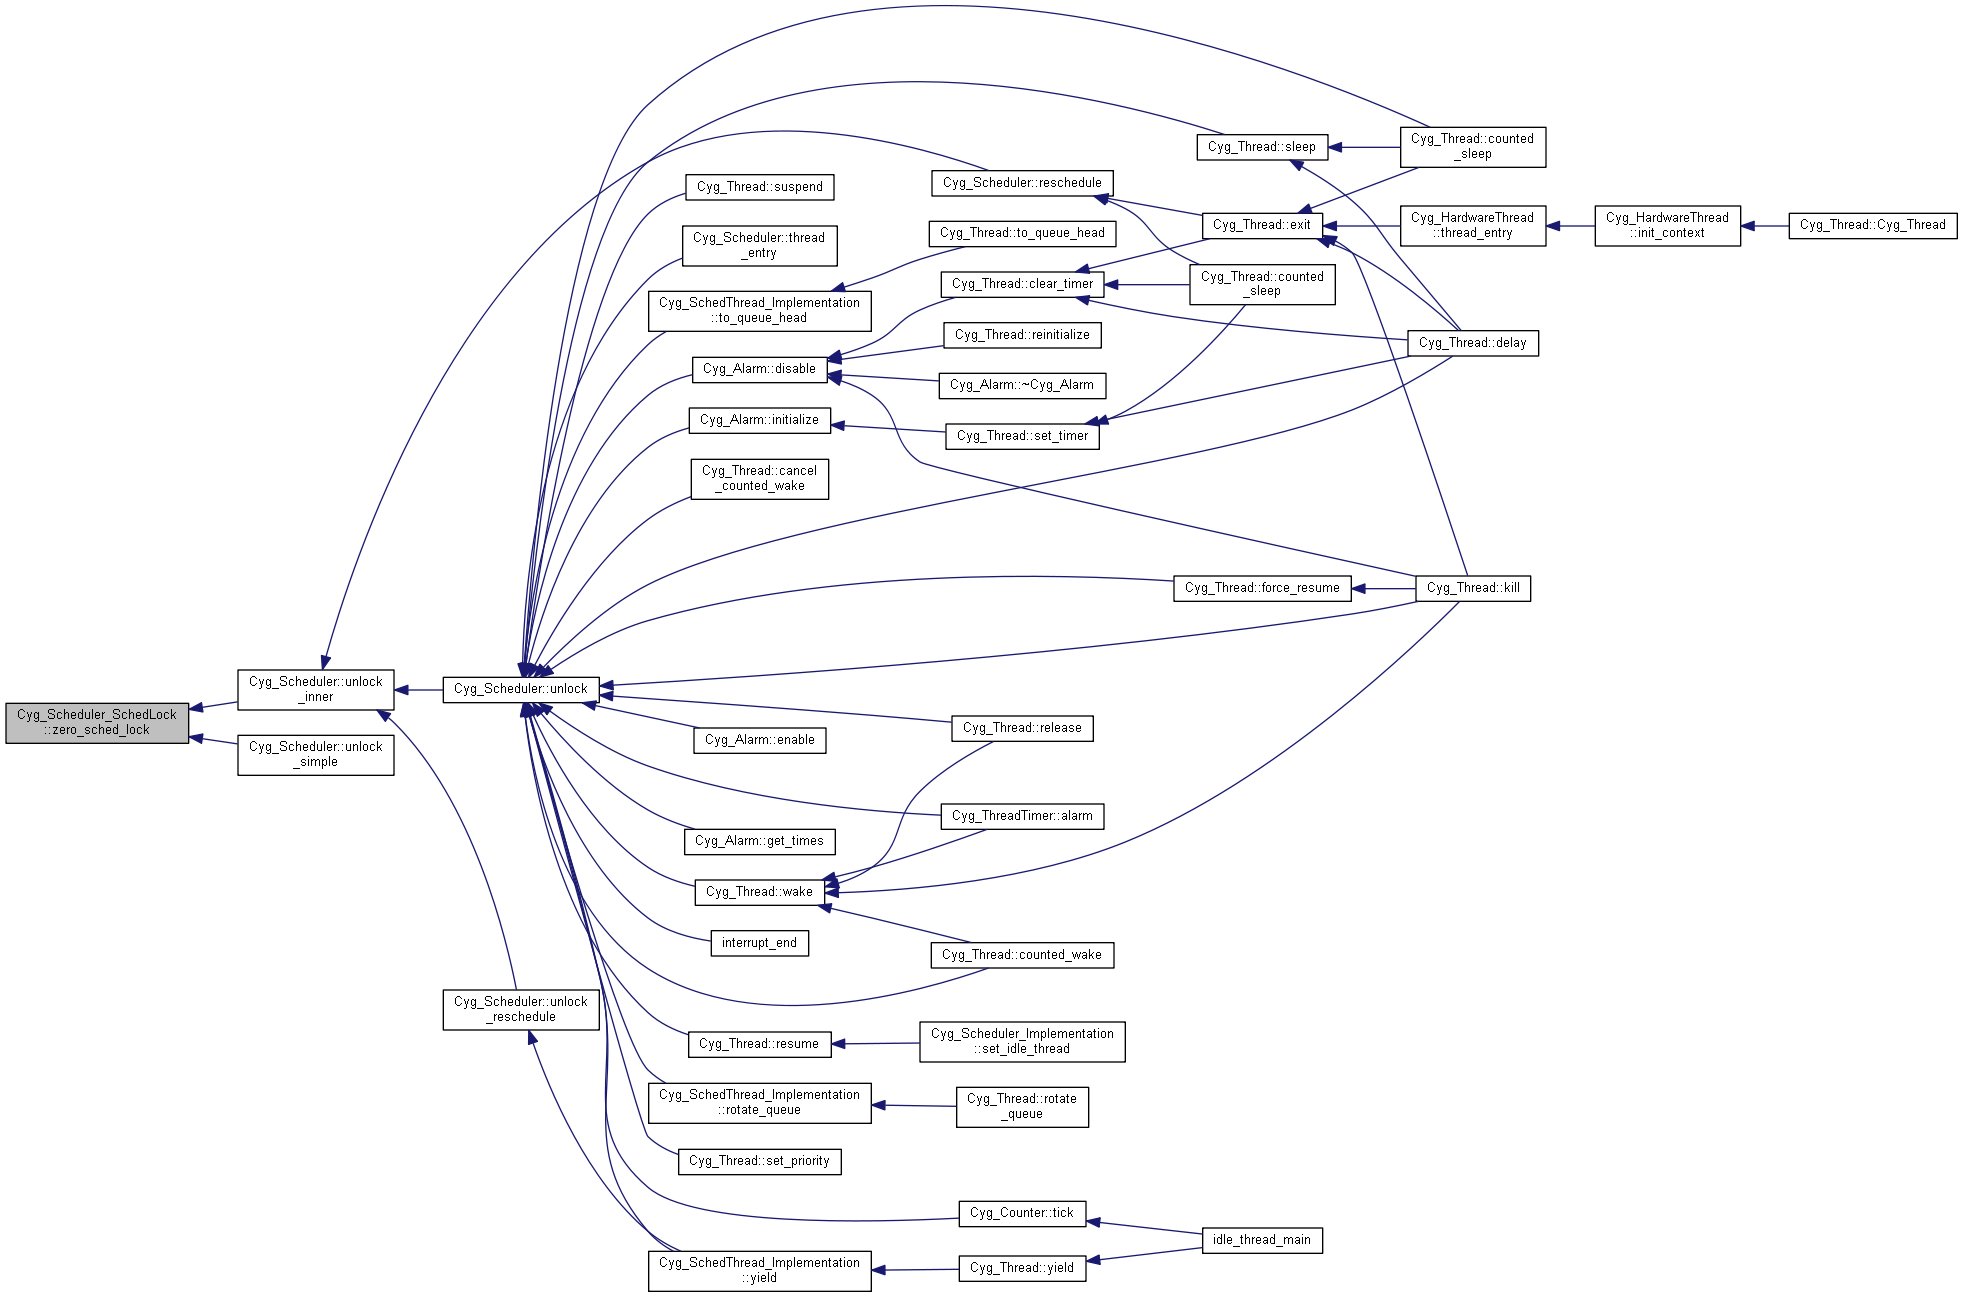 Cyg_Scheduler_SchedLock
::zero_sched_lock
Cyg_Scheduler::unlock
_inner
Cyg_Scheduler::unlock
_simple
Cyg_Scheduler::unlock
Cyg_Scheduler::unlock
_reschedule
Cyg_Thread::suspend
Cyg_Scheduler::thread
_entry
Cyg_SchedThread_Implementation
::to_queue_head
Cyg_Alarm::disable
Cyg_Alarm::initialize
Cyg_Thread::cancel
_counted_wake
Cyg_Alarm::enable
Cyg_Alarm::get_times
Cyg_Thread::wake
interrupt_end
Cyg_Thread::resume
Cyg_SchedThread_Implementation
::rotate_queue
Cyg_Thread::set_priority
Cyg_SchedThread_Implementation
::yield
Cyg_Scheduler::reschedule
Cyg_Thread::to_queue_head
Cyg_Thread::clear_timer
Cyg_Thread::reinitialize
Cyg_Alarm::~Cyg_Alarm
Cyg_Thread::set_timer
Cyg_Thread::release
Cyg_ThreadTimer::alarm
Cyg_Thread::counted_wake
Cyg_Scheduler_Implementation
::set_idle_thread
Cyg_Thread::rotate
_queue
Cyg_Counter::tick
Cyg_Thread::yield
Cyg_Thread::sleep
Cyg_Thread::exit
Cyg_Thread::counted
_sleep
Cyg_Thread::force_resume
idle_thread_main
Cyg_Thread::counted
_sleep
Cyg_HardwareThread
::thread_entry
Cyg_Thread::delay
Cyg_Thread::kill
Cyg_HardwareThread
::init_context
Cyg_Thread::Cyg_Thread